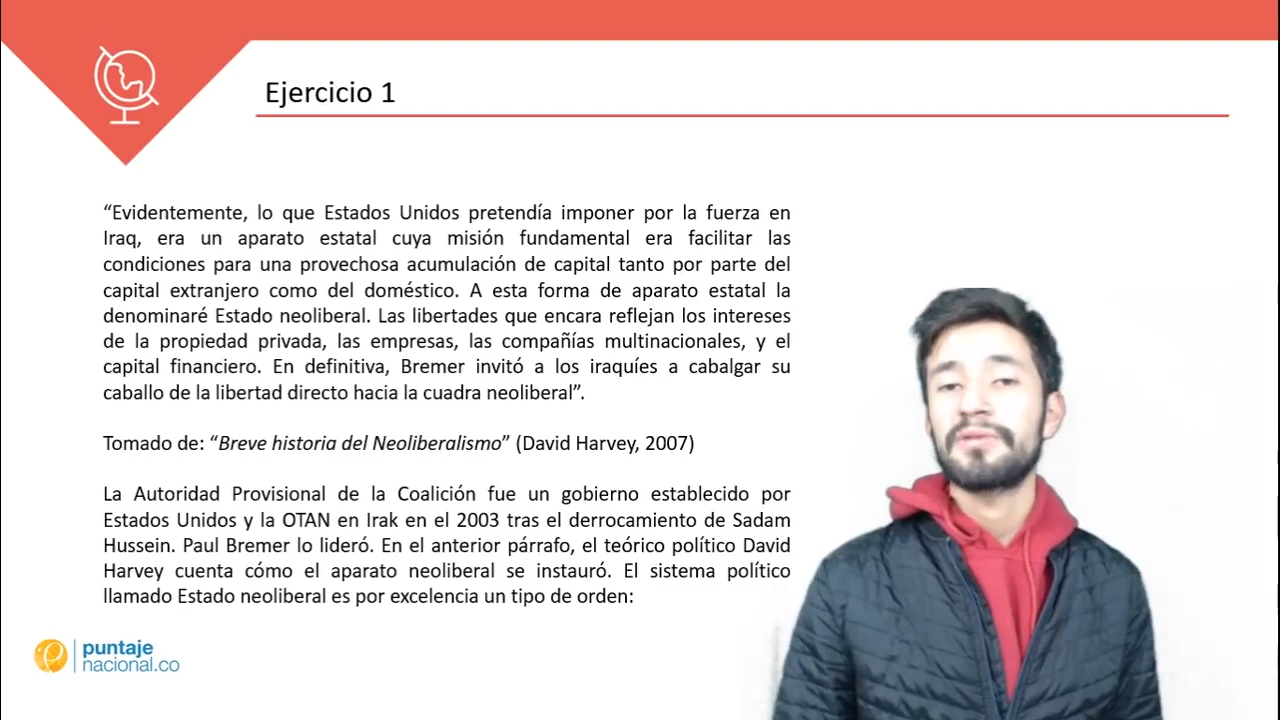 Ejercicio 1
“Evidentemente, lo que Estados Unidos pretendía imponer por la fuerza en
Iraq, era un aparato estatal cuya misión fundamental era facilitar las
condiciones para una provechosa acumulación de capital tanto por parte del
capital extranjero como del doméstico. A esta forma de aparato estatal la
denominaré Estado neoliberal. Las libertades que encara reflejan los intereses
de la propiedad privada, las empresas, las compañías multinacionales, y el
capital financiero. En definitiva, Bremer invitó a los iraquíes a cabalgar su
caballo de la libertad directo hacia la cuadra neoliberal”.
Tomado de: “Breve historia del Neoliberalismo” (David Harvey, 2007)
La Autoridad Provisional de la Coalición fue un gobierno establecido por
Estados Unidos y la OTAN en Irak en el 2003 tras el derrocamiento de Sadam
Hussein. Paul Bremer lo lideró. En el anterior párrafo, el teórico político David
Harvey cuenta cómo el aparato neoliberal se instauró. El sistema político
llamado Estado neoliberal es por excelencia un tipo de orden:
puntaje
nacional.co